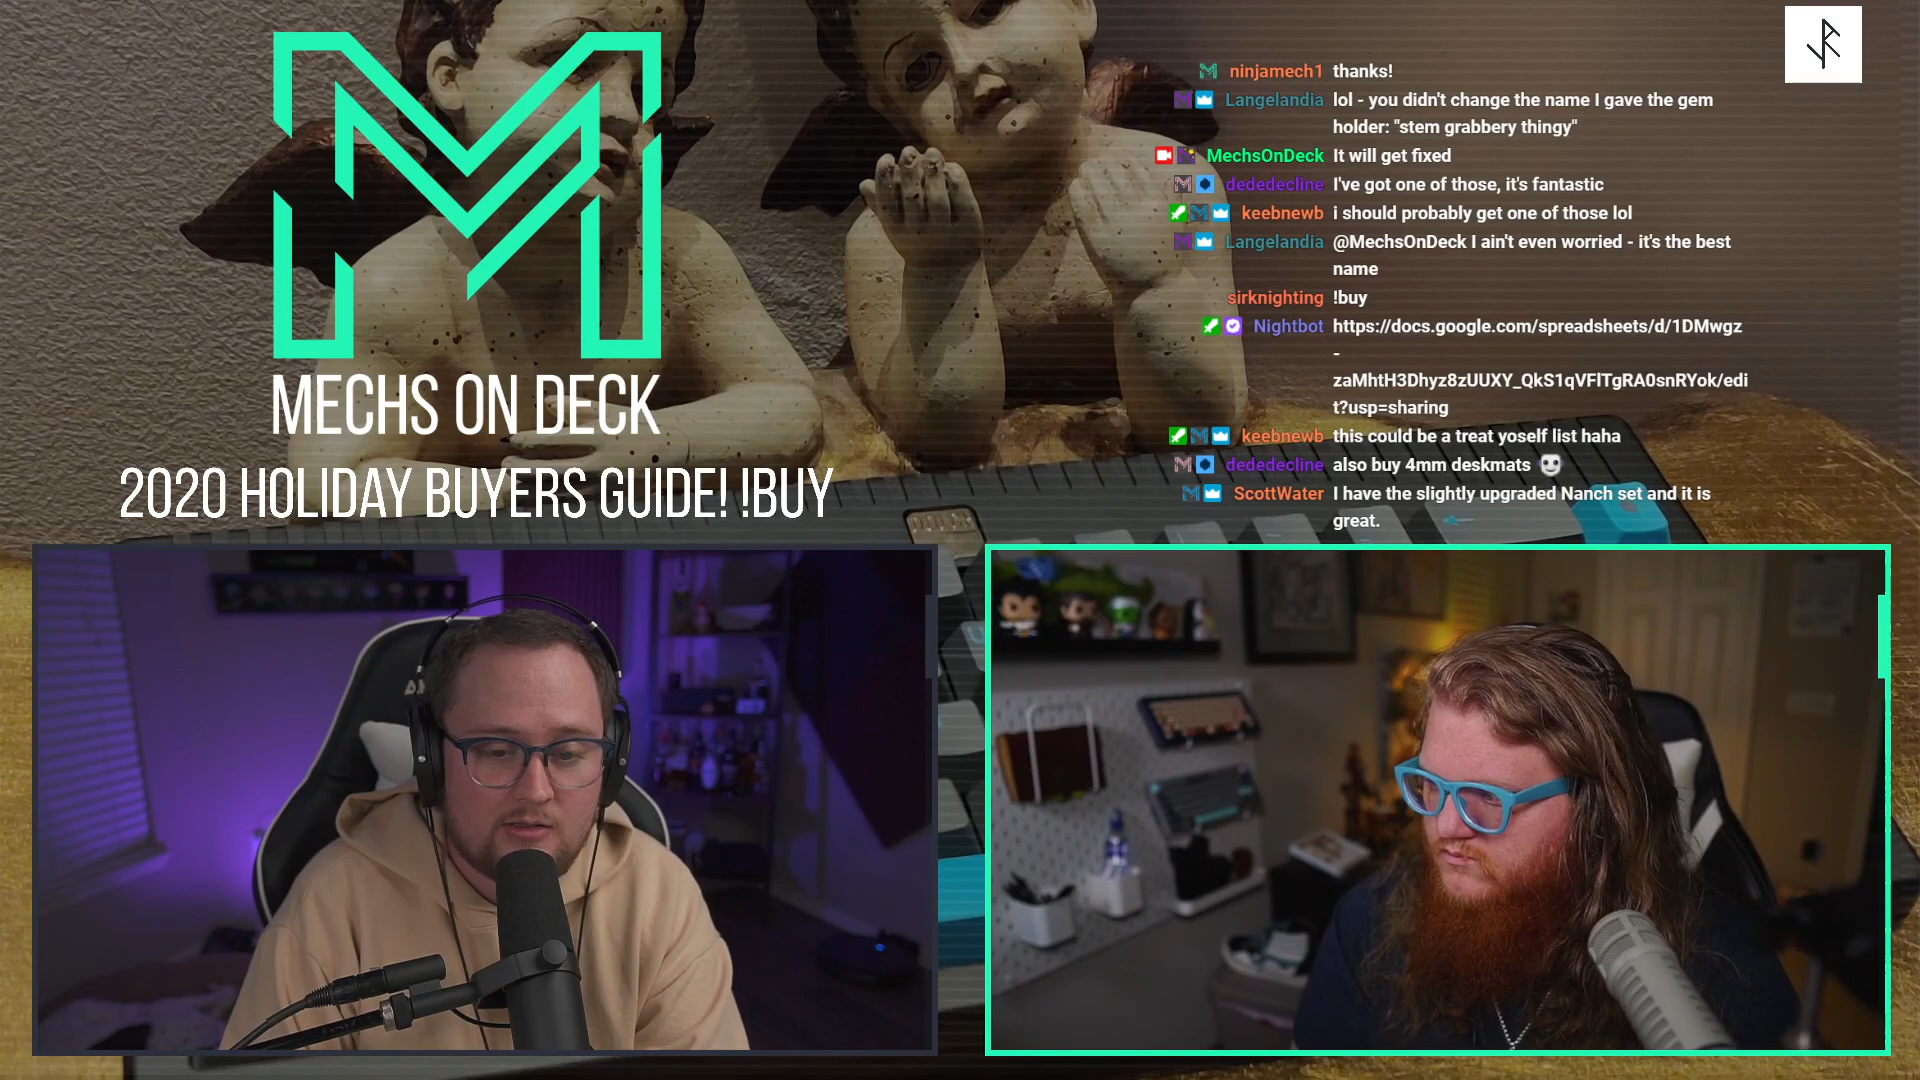 MECHS ON DECK
2020 HOLIDAY BUYERS GUIDE! !BUY
ninjamech1 thanks!
Langelandia lol - you didn't change the name I gave the gem
holder: "stem grabbery thingy"
MechsOnDeck It will get fixed
dededecline I've got one of those, it's fantastic
keebnewb i should probably get one of those lol
Langelandia @MechsOnDeck I ain't even worried - it's the best
name
sirknighting !buy
Nightbot https://docs.google.com/spreadsheets/d/1DMwgz
-
zaMhtH3Dhyz8zUUXY_QkS1qVFlTgRA0snRYok/edi
t?usp=sharing
keebnewb this could be a treat yoself list haha
dededecline also buy 4mm deskmats
ScottWater I have the slightly upgraded Nanch set and it is
great.